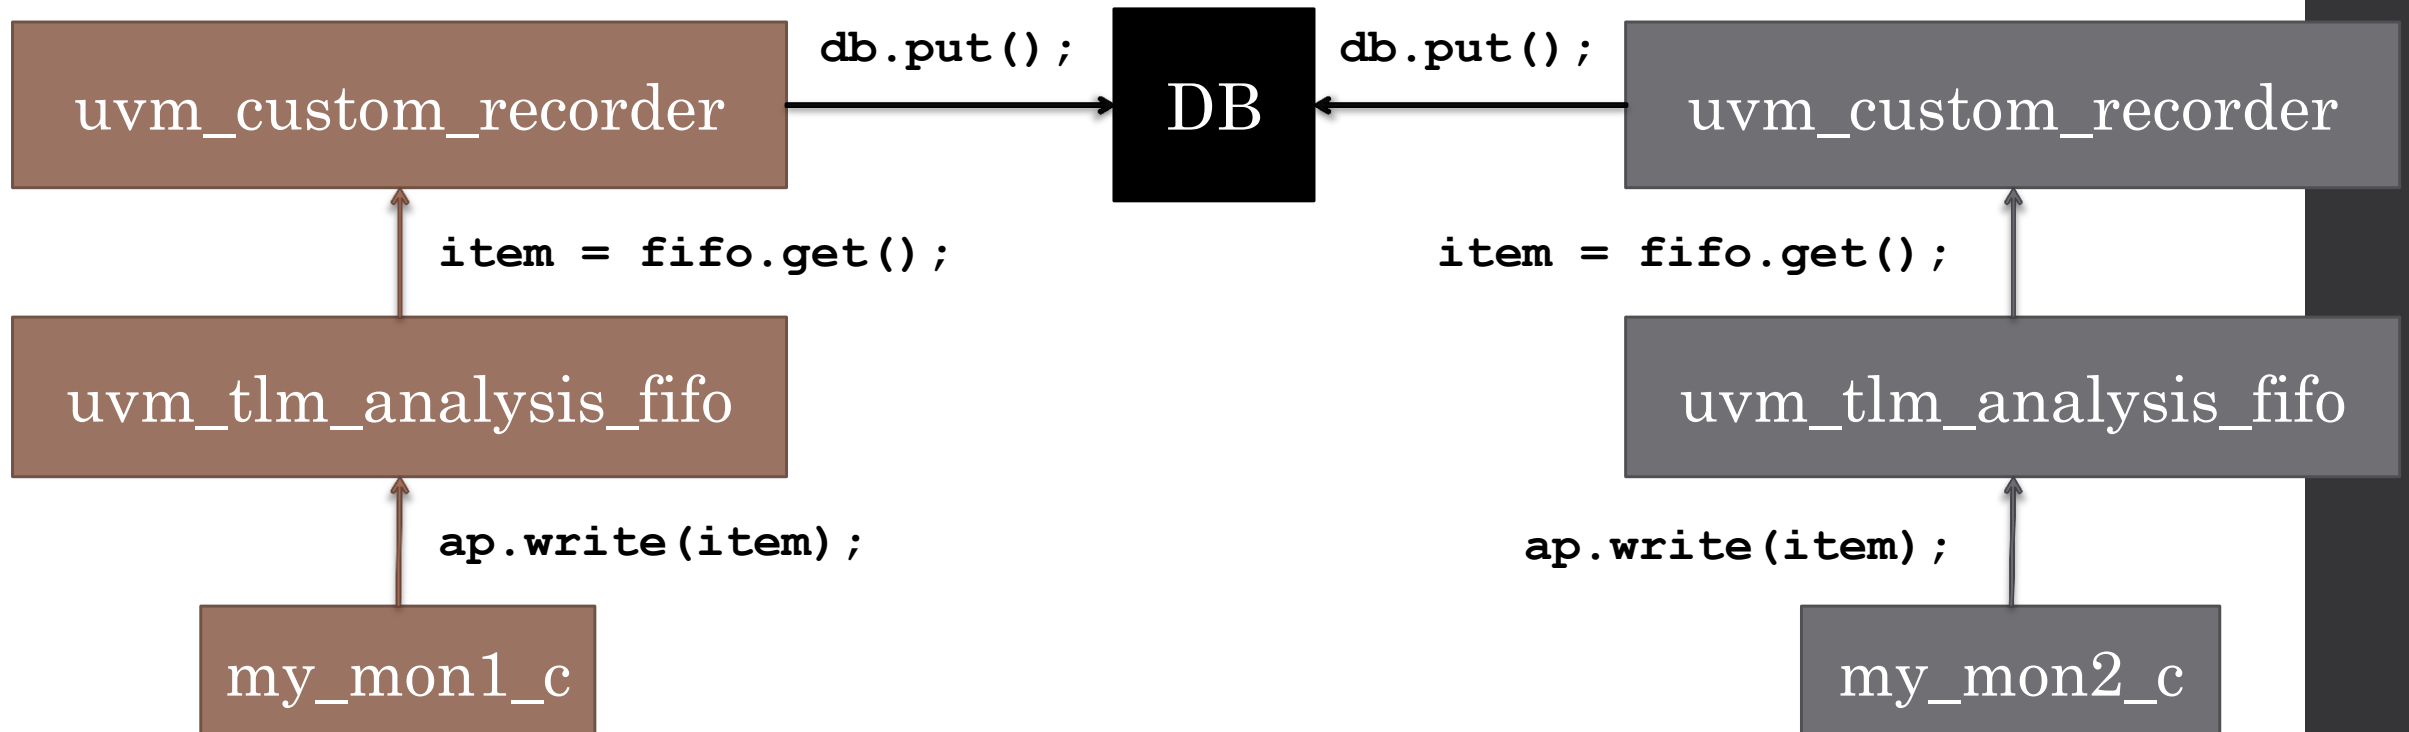 uvm_custom_recorder
db.put();
DB
db.put();
uvm_custom_recorder
item = fifo.get();
item = fifo.get();
uvm_tlm_analysis_fifo
uvm_tlm_analysis_fifo
ap.write(item);
ap.write(item);
my_mon1_c
my_mon2_c